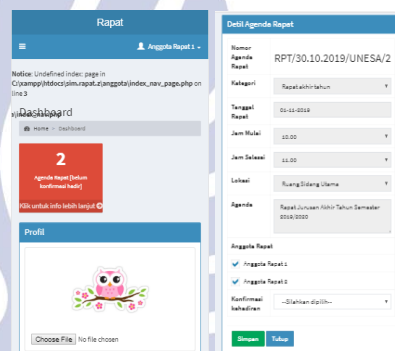 Rapat
Anggota Rapat 1
Notice: Undefined index: page in
C:\xampp\htdocs\sim.rapat.z\anggota\index_nav_page.php on
line 3
Dashboard
Home > Dashboard
2
Agenda Rapat [belum
konfirmasi hadir]
Klik untuk info lebih lanjut
Profil
Choose File No file chosen
Detil Agenda Rapat
Nomor
Agenda
Rapat
RPT/30.10.2019/UNESA/2
Kategori
Rapat akhir tahun
Tanggal
Rapat
01-11-2019
Jam Mulai
10.00
Jam Selesai
11.00
Lokasi
Ruang Sidang Utama
Agenda
Rapat Jurusan Akhir Tahun Semester
2019/2020
Anggota Rapat
Anggota Rapat 1
Anggota Rapat 2
Konfirmasi
kehadiran
--Silahkan dipilih--
Simpan
Tutup